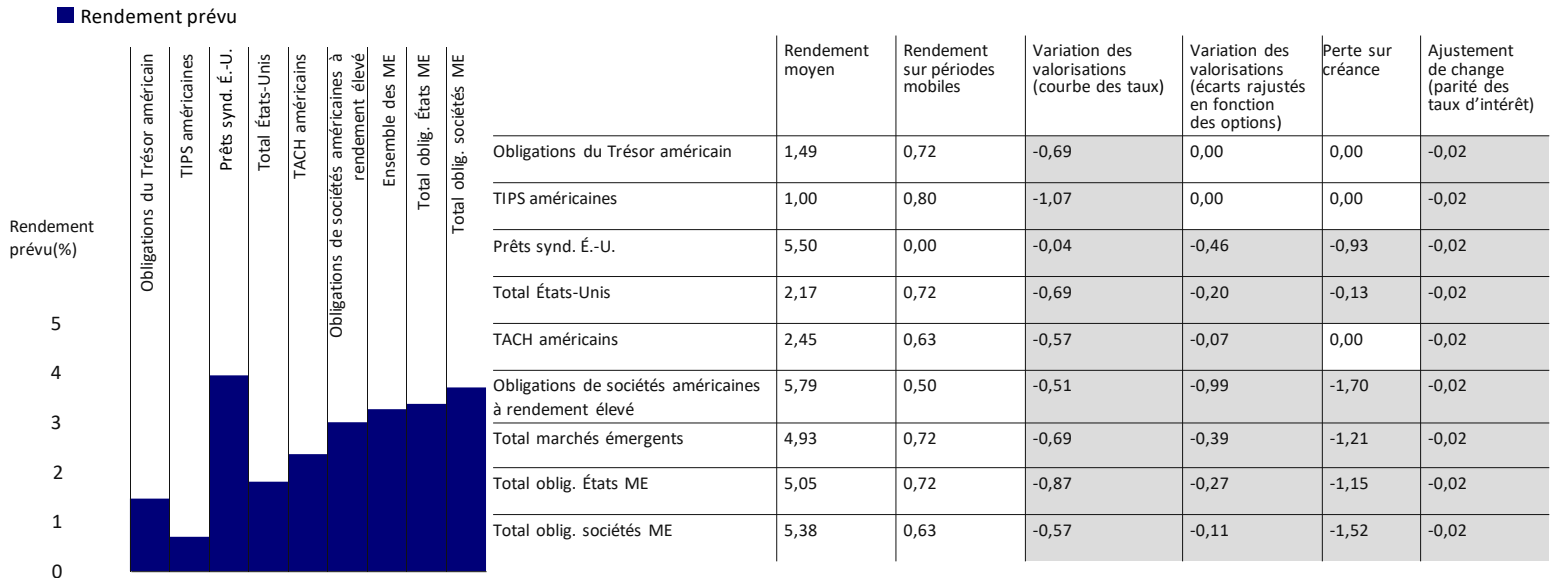 Rendement prévu
Obligations du Trésor américain
TIPS américaines
Prêts synd. É.-U.
Total États-Unis
TACH américains
Obligations de sociétés américaines à
rendement élevé
Ensemble des ME
Total oblig. États ME
Total oblig. sociétés ME
Rendement
prévu(%)
5
4
3
2
1
0
Rendement
moyen
Rendement
sur périodes
mobiles
Variation des
valorisations
(courbe des taux)
Variation des
valorisations
(écarts rajustés
en fonction
des options)
Perte sur
créance
Ajustement
de change
(parité des
taux d’intérêt)
Obligations du Trésor américain 1,49 0,72 -0,69 0,00 0,00 -0,02
TIPS américaines 1,00 0,80 -1,07 0,00 0,00 -0,02
Prêts synd. É.-U. 5,50 0,00 -0,04 -0,46 -0,93 -0,02
Total États-Unis 2,17 0,72 -0,69 -0,20 -0,13 -0,02
TACH américains 2,45 0,63 -0,57 -0,07 0,00 -0,02
Obligations de sociétés américaines 5,79 0,50 -0,51 -0,99 -1,70 -0,02
à rendement élevé
Total marchés émergents 4,93 0,72 -0,69 -0,39 -1,21 -0,02
Total oblig. États ME 5,05 0,72 -0,87 -0,27 -1,15 -0,02
Total oblig. sociétés ME 5,38 0,63 -0,57 -0,11 -1,52 -0,02